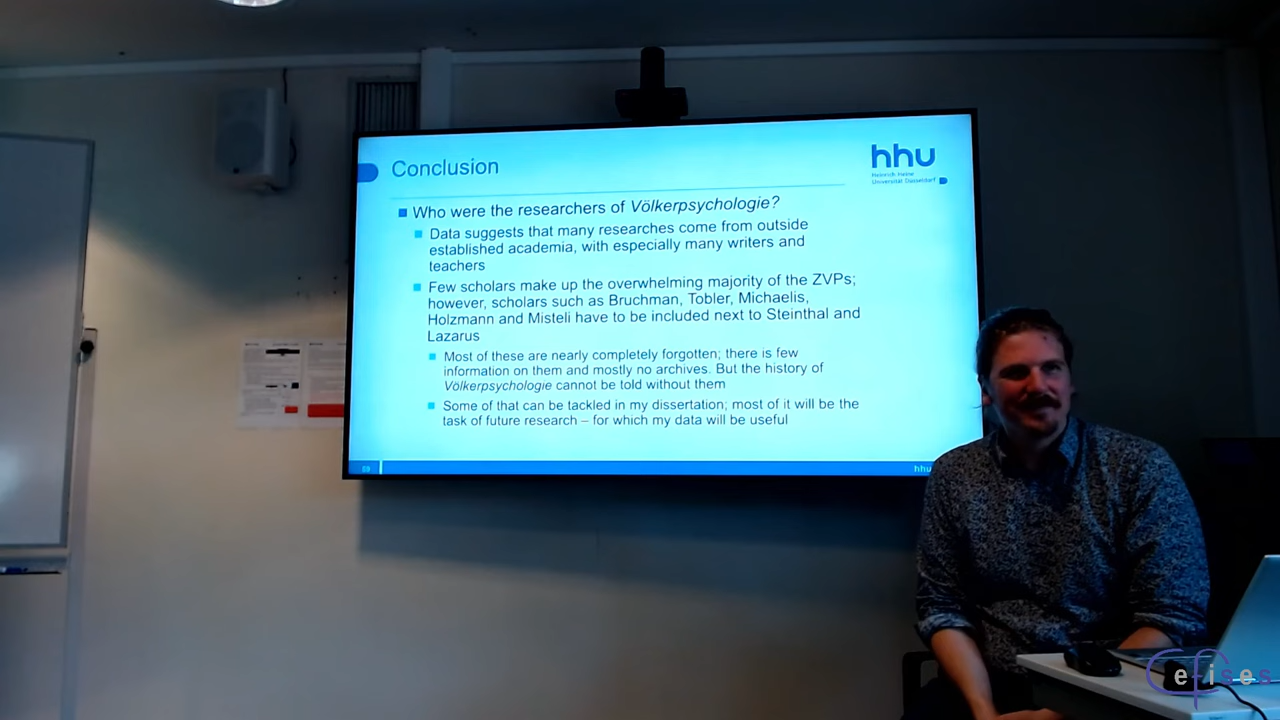 Conclusion
hhu
Heinrich Heine
Universität Düsseldorf
Who were the researchers of Völkerpsychologie?
Data suggests that many researches come from outside
established academia, with especially many writers and
teachers
Few scholars make up the overwhelming majority of the ZVPs;
however, scholars such as Bruchman, Tobler, Michaelis,
Holzmann and Misteli have to be included next to Steinthal and
Lazarus
Most of these are nearly completely forgotten; there is few
information on them and mostly no archives. But the history of
Völkerpsychologie cannot be told without them
Some of that can be tackled in my dissertation; most of it will be the
task of future research – for which my data will be useful
hhu
Cefises